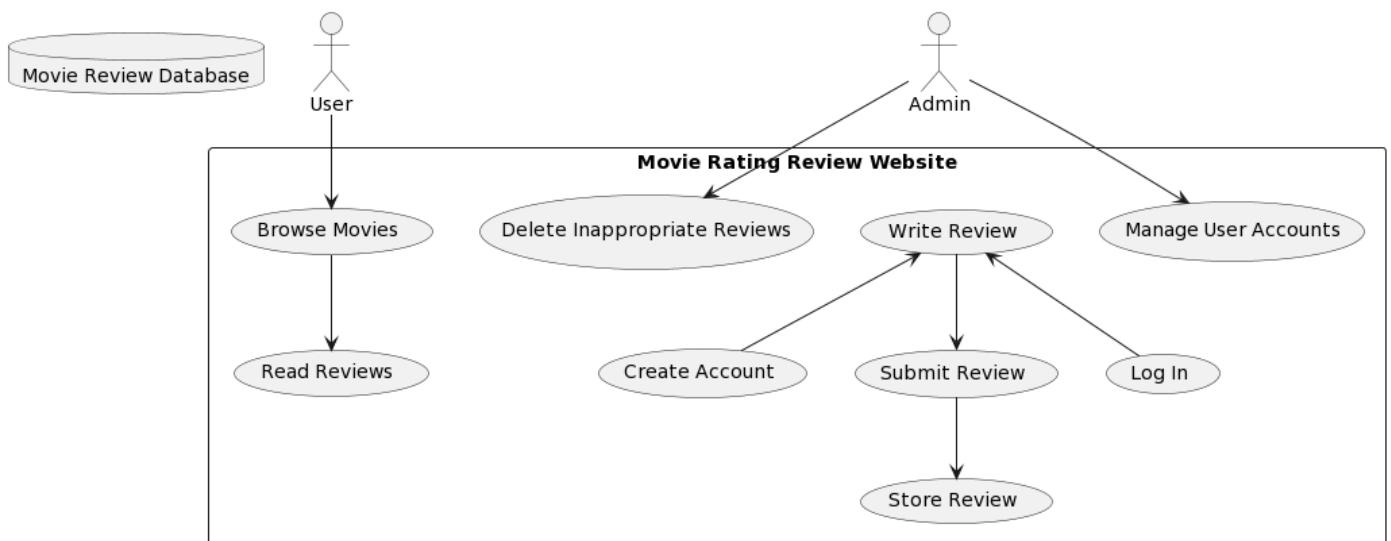 Movie Review Database
User
Admin
Movie Rating Review Website
Browse Movies
Delete Inappropriate Reviews
Write Review
Manage User Accounts
Read Reviews
Create Account
Submit Review
Log In
Store Review